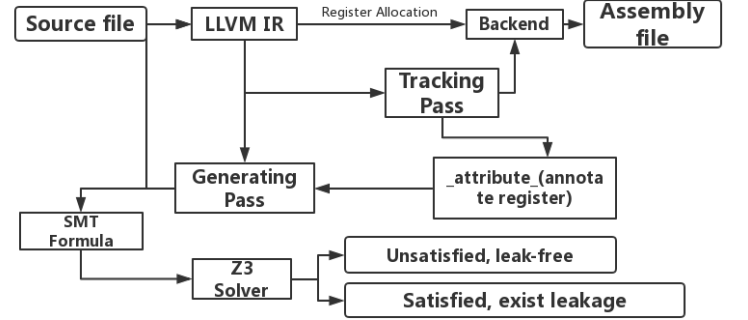 Source file
LLVM IR
Register Allocation
Backend
Assembly
file
Tracking
Pass
Generating
Pass
_attribute_(annota
te register)
SMT
Formula
Z3
Solver
Unsatisfied, leak-free
Satisfied, exist leakage